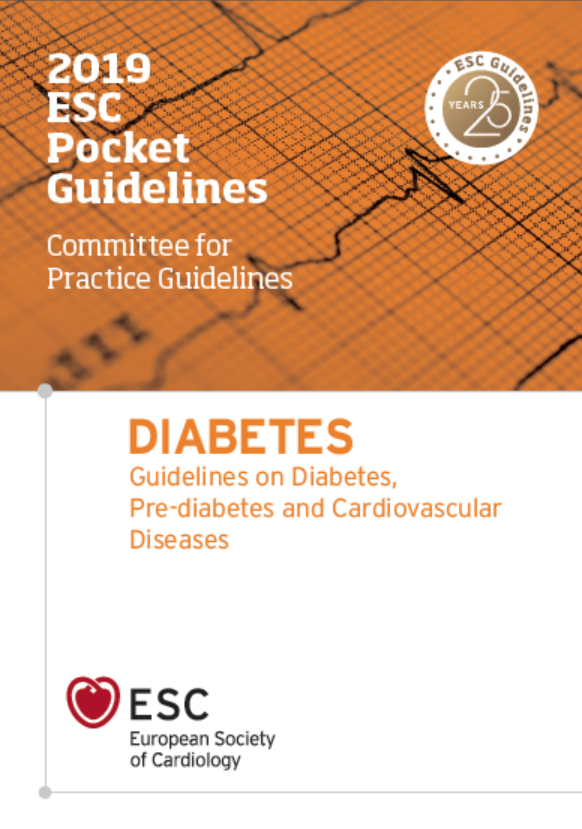 2019
ESC
Pocket
Guidelines
Committee for
Practice Guidelines
ESC Guidelines
YEARS 25
III
DIABETES
Guidelines on Diabetes,
Pre-diabetes and Cardiovascular
Diseases
ESC
European Society
of Cardiology